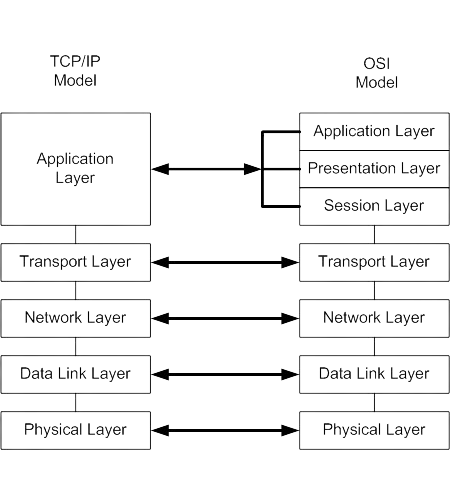 TCP/IP
Model
OSI
Model
Application
Layer
Application Layer
Presentation Layer
Session Layer
Transport Layer
Transport Layer
Network Layer
Network Layer
Data Link Layer
Data Link Layer
Physical Layer
Physical Layer